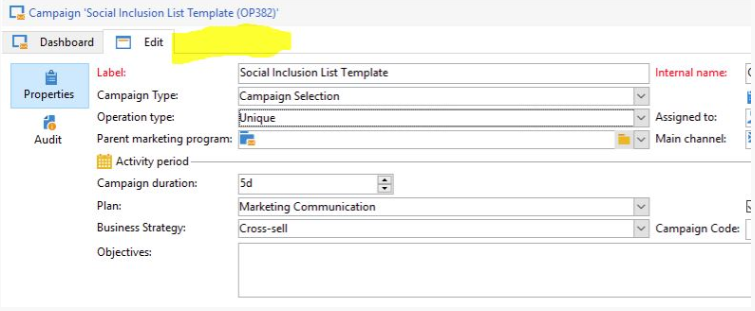 Campaign 'Social Inclusion List Template (OP382)'
Dashboard Edit
Properties
Audit
Label: Social Inclusion List Template Internal name:
Campaign Type: Campaign Selection
Operation type: Unique Assigned to:
Parent marketing program: Main channel:
Activity period
Campaign duration: 5d
Plan: Marketing Communication
Business Strategy: Cross-sell Campaign Code:
Objectives: